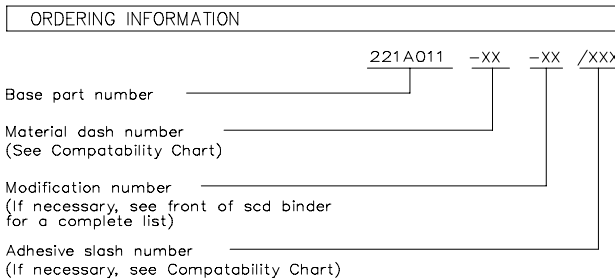 ORDERING INFORMATION
221A011 -XX -XX /XXX
Base part number
Material dash number
(See Compatability Chart)
Modification number
(If necessary, see front of scd binder
for a complete list)
Adhesive slash number
(If necessary, see Compatability Chart)